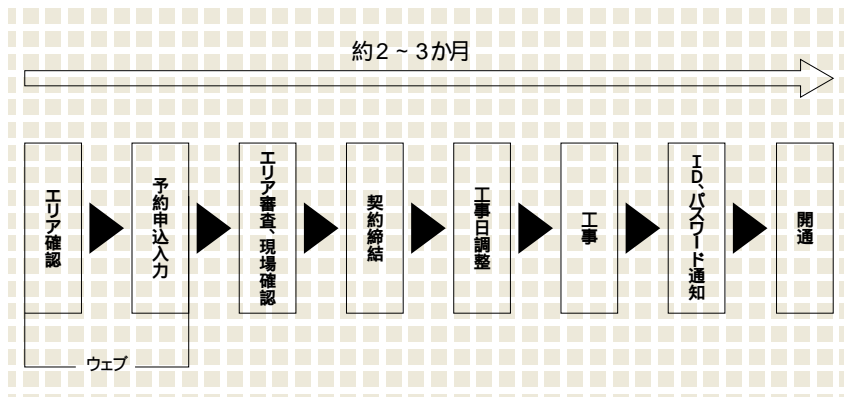 約2～3か月
エリア確認
予約申込入力
エリア審査、現場確認
契約締結
工事日調整
工事
ID、パスワード通知
開通
ウェブ